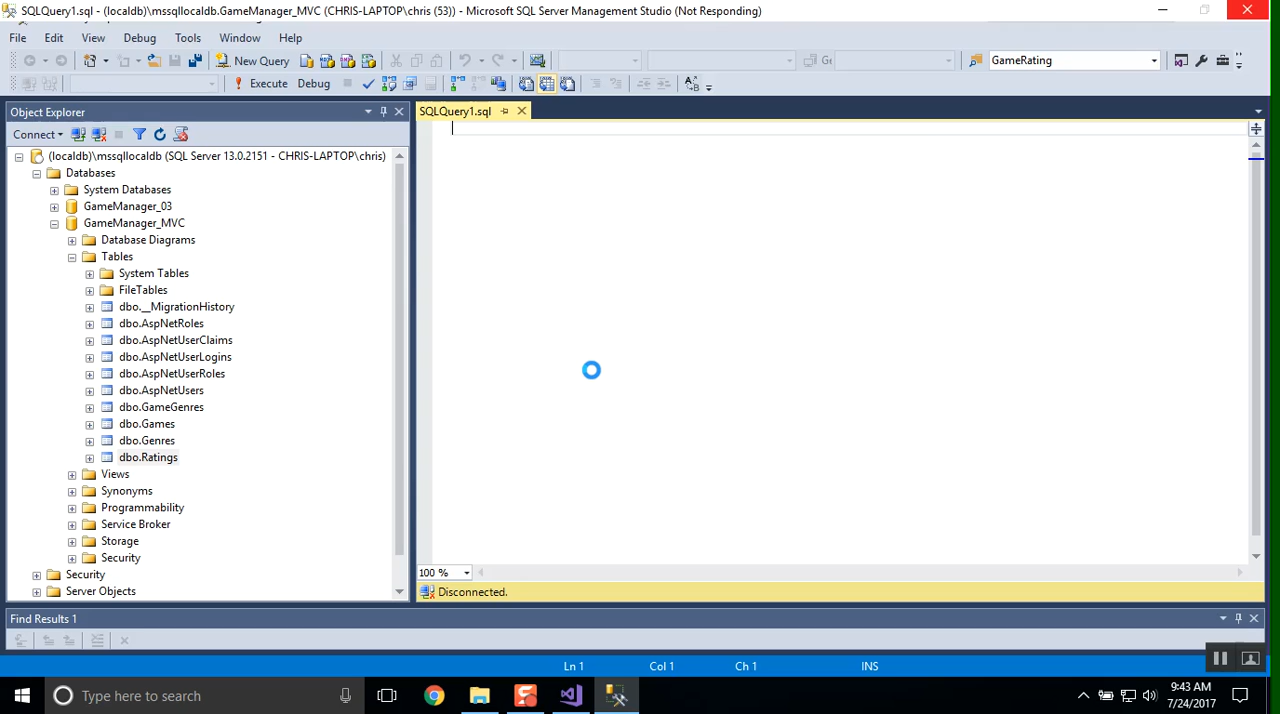 SQLQuery1.sql - (localdb)\mssqllocaldb.GameManager_MVC (CHRIS-LAPTOP\chris (53)) - Microsoft SQL Server Management Studio (Not Responding)
File Edit View Debug Tools Window Help
New Query GameRating
Execute Debug
Object Explorer
SQLQuery1.sql
Connect
(localdb)\mssqllocaldb (SQL Server 13.0.2151 - CHRIS-LAPTOP\chris)
Databases
System Databases
GameManager_03
GameManager_MVC
Database Diagrams
Tables
System Tables
FileTables
dbo.__MigrationHistory
dbo.AspNetRoles
dbo.AspNetUserClaims
dbo.AspNetUserLogins
dbo.AspNetUserRoles
dbo.AspNetUsers
dbo.GameGenres
dbo.Games
dbo.Genres
dbo.Ratings
Views
Synonyms
Programmability
Service Broker
Storage
Security
Security
Server Objects
100 %
Disconnected.
Find Results 1
Ln 1 Col 1 Ch 1 INS
Type here to search
9:43 AM
7/24/2017